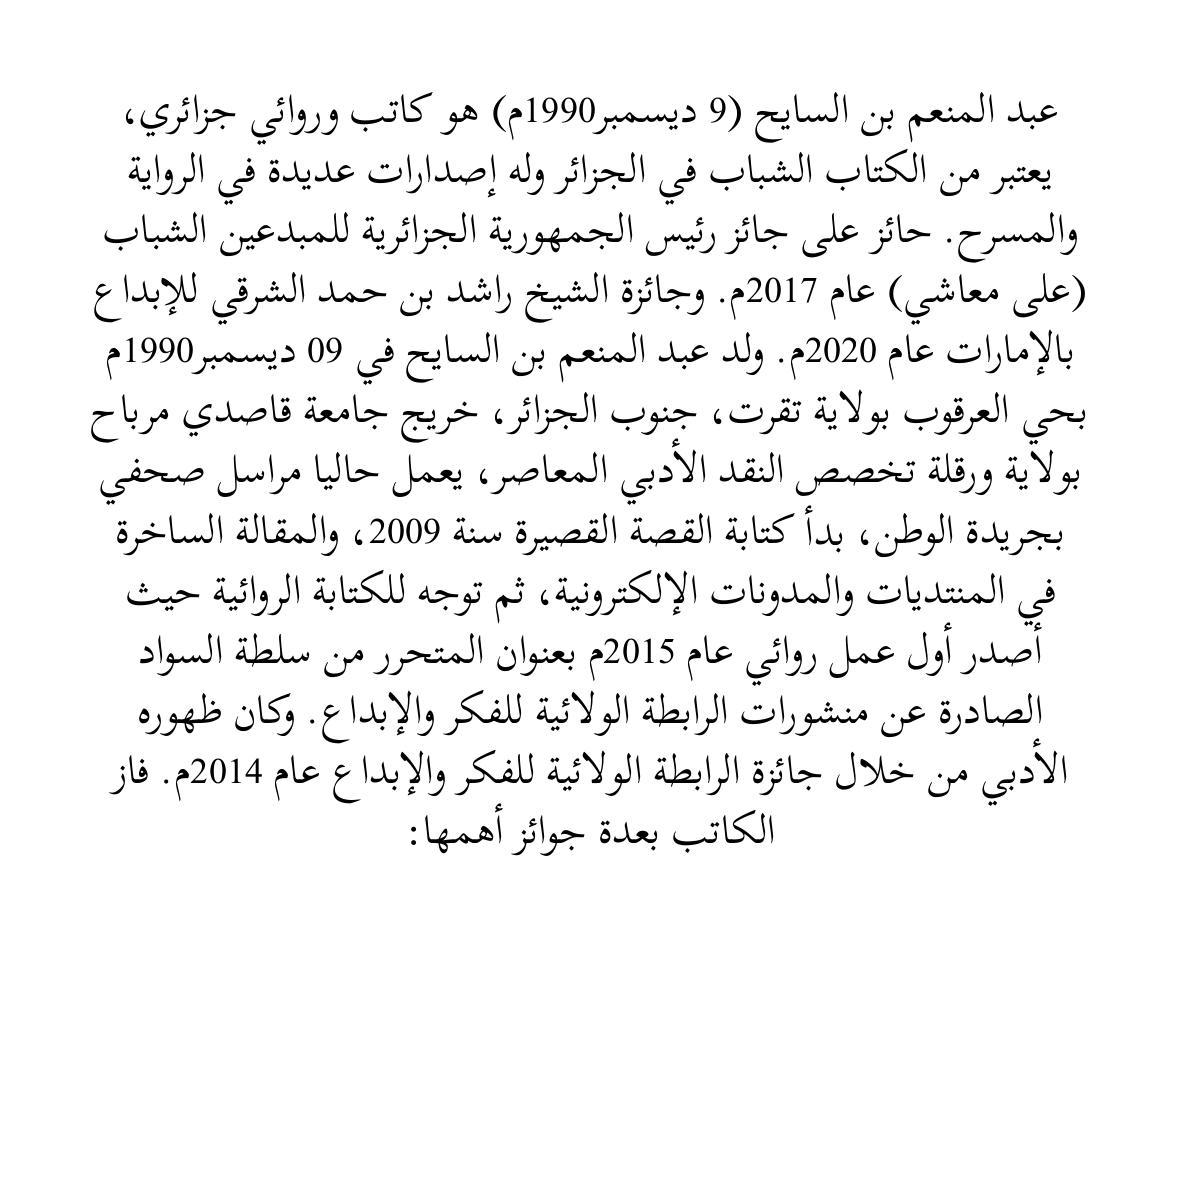 عبد المنعم بن السايح (9 ديسمبر1990م) هو كاتب وروائي جزائري،
يعتبر من الكتاب الشباب في الجزائر وله إصدارات عديدة في الرواية
والمسرح. حائز على جائز رئيس الجمهورية الجزائرية للمبدعين الشباب
(على معاشي) عام 2017م. وجائزة الشيخ راشد بن حمد الشرقي للإبداع
بالإمارات عام 2020م. ولد عبد المنعم بن السايح في 09 ديسمبر1990م
بحي العرقوب بولاية تقرت، جنوب الجزائر، خريج جامعة قاصدي مرباح
بولاية ورقلة تخصص النقد الأدبي المعاصر، يعمل حاليا مراسل صحفي
بجريدة الوطن، بدأ كتابة القصة القصيرة سنة 2009، والمقالة الساخرة
في المنتديات والمدونات الإلكترونية، ثم توجه للكتابة الروائية حيث
أصدر أول عمل روائي عام 2015م بعنوان المتحرر من سلطة السواد
الصادرة عن منشورات الرابطة الولائية للفكر والإبداع. وكان ظهوره
الأدبي من خلال جائزة الرابطة الولائية للفكر والإبداع عام 2014م. فاز
الكاتب بعدة جوائز أهمها: